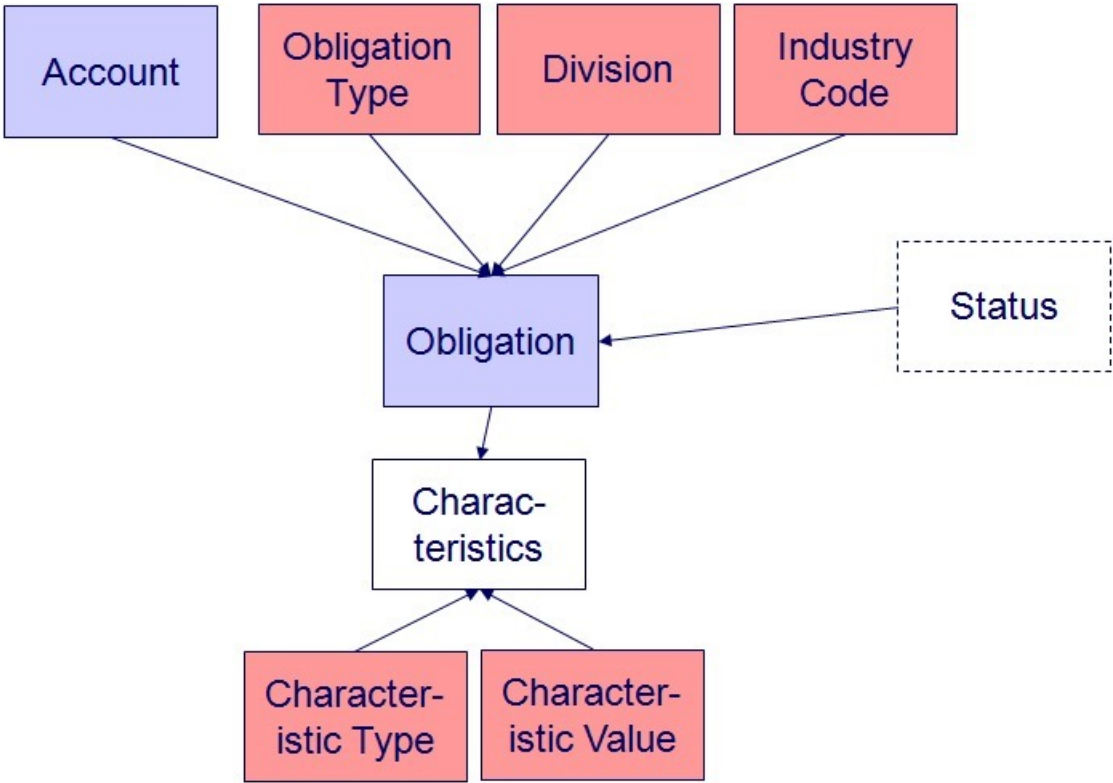 Account
Obligation
Type
Division
Industry
Code
Status
Obligation
Charac-
teristics
Character-
istic Type
Character-
istic Value